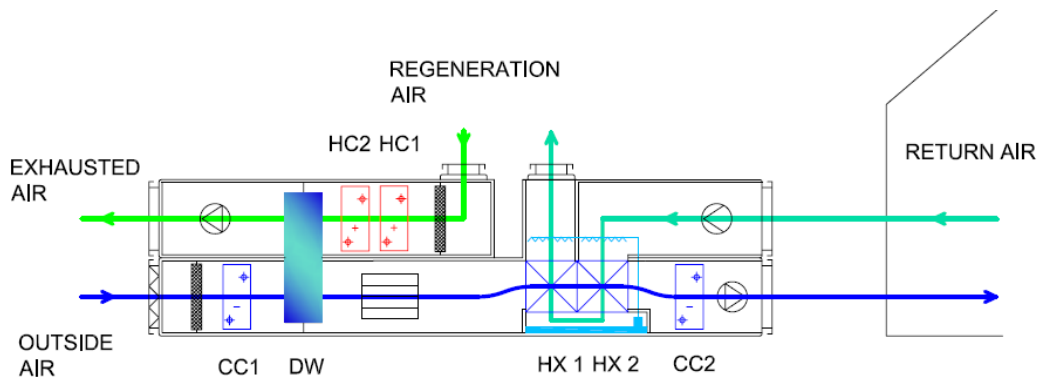 REGENERATION
AIR
HC2 HC1
EXHAUSTED
AIR
RETURN AIR
OUTSIDE
AIR
CC1 DW HX 1 HX 2 CC2